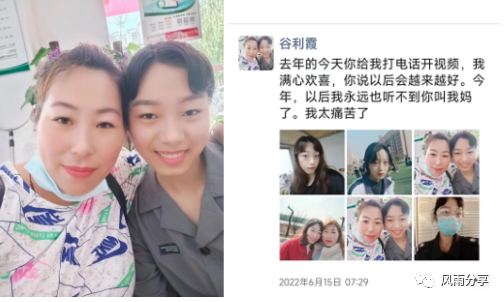 谷利霞
去年的今天你给我打电话开视频，我
满心欢喜，你说以后会越来越好。今
年，以后我永远也听不到你叫我妈
了。我太痛苦了
2022年6月15日 07:29
风雨分享